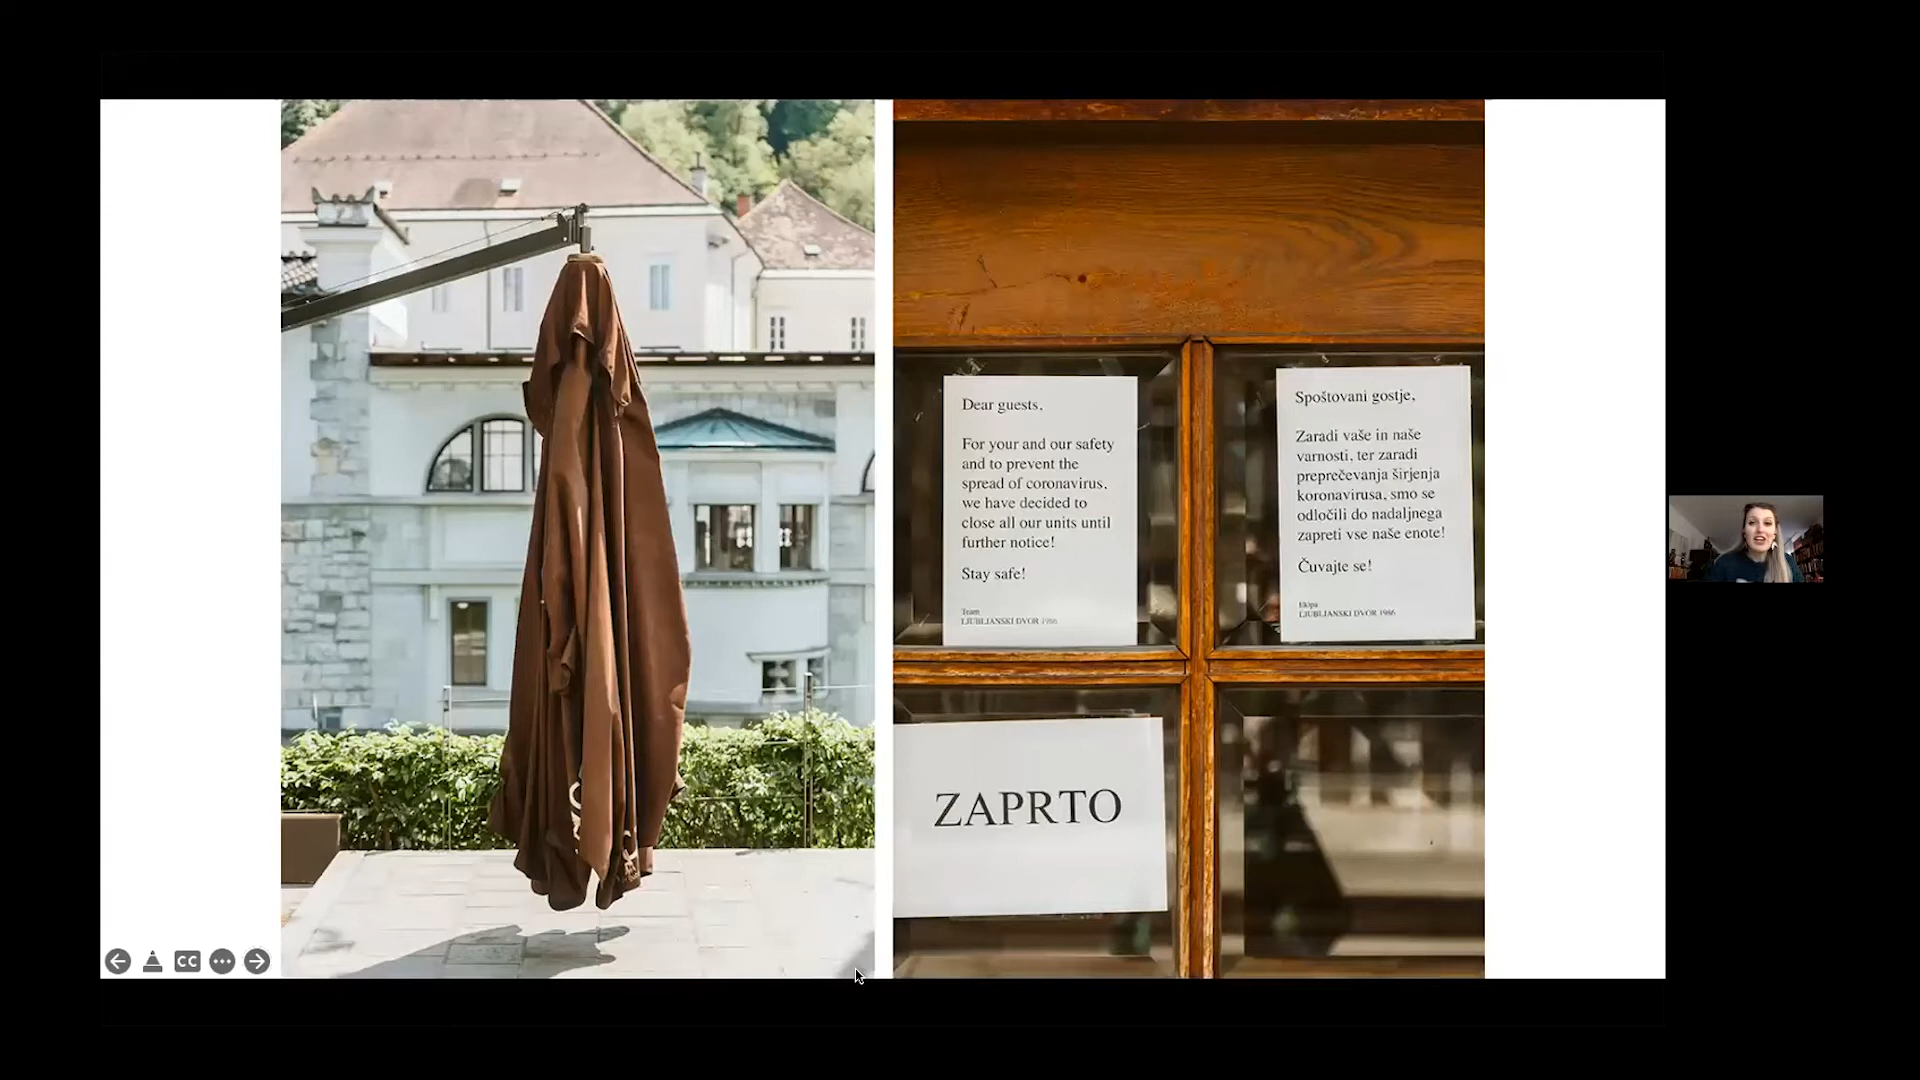 Dear guests,
For your and our safety
and to prevent the
spread of coronavirus,
we have decided to
close all our units until
further notice!
Stay safe!
Team
LJUBLJANSKI DVOR 1986
Spoštovani gostje,
Zaradi vaše in naše
varnosti, ter zaradi
preprečevanja širjenja
koronavirusa, smo se
odločili do nadaljnega
zapreti vse naše enote!
Čuvajte se!
Ekipa
LJUBLJANSKI DVOR 1986
ZAPRTO
CC